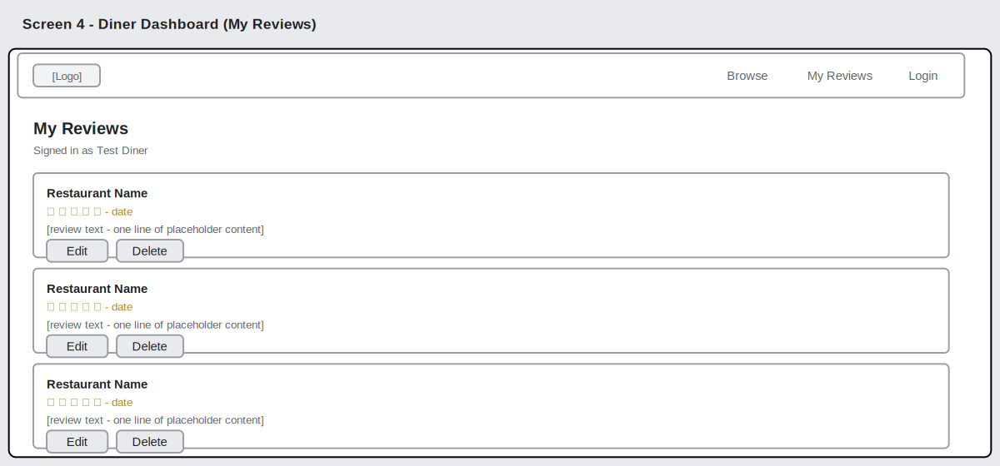 Screen 4 - Diner Dashboard (My Reviews)
[Logo]
Browse My Reviews Login
My Reviews
Signed in as Test Diner
Restaurant Name
- date
[review text - one line of placeholder content]
Edit Delete
Restaurant Name
- date
[review text - one line of placeholder content]
Edit Delete
Restaurant Name
- date
[review text - one line of placeholder content]
Edit Delete